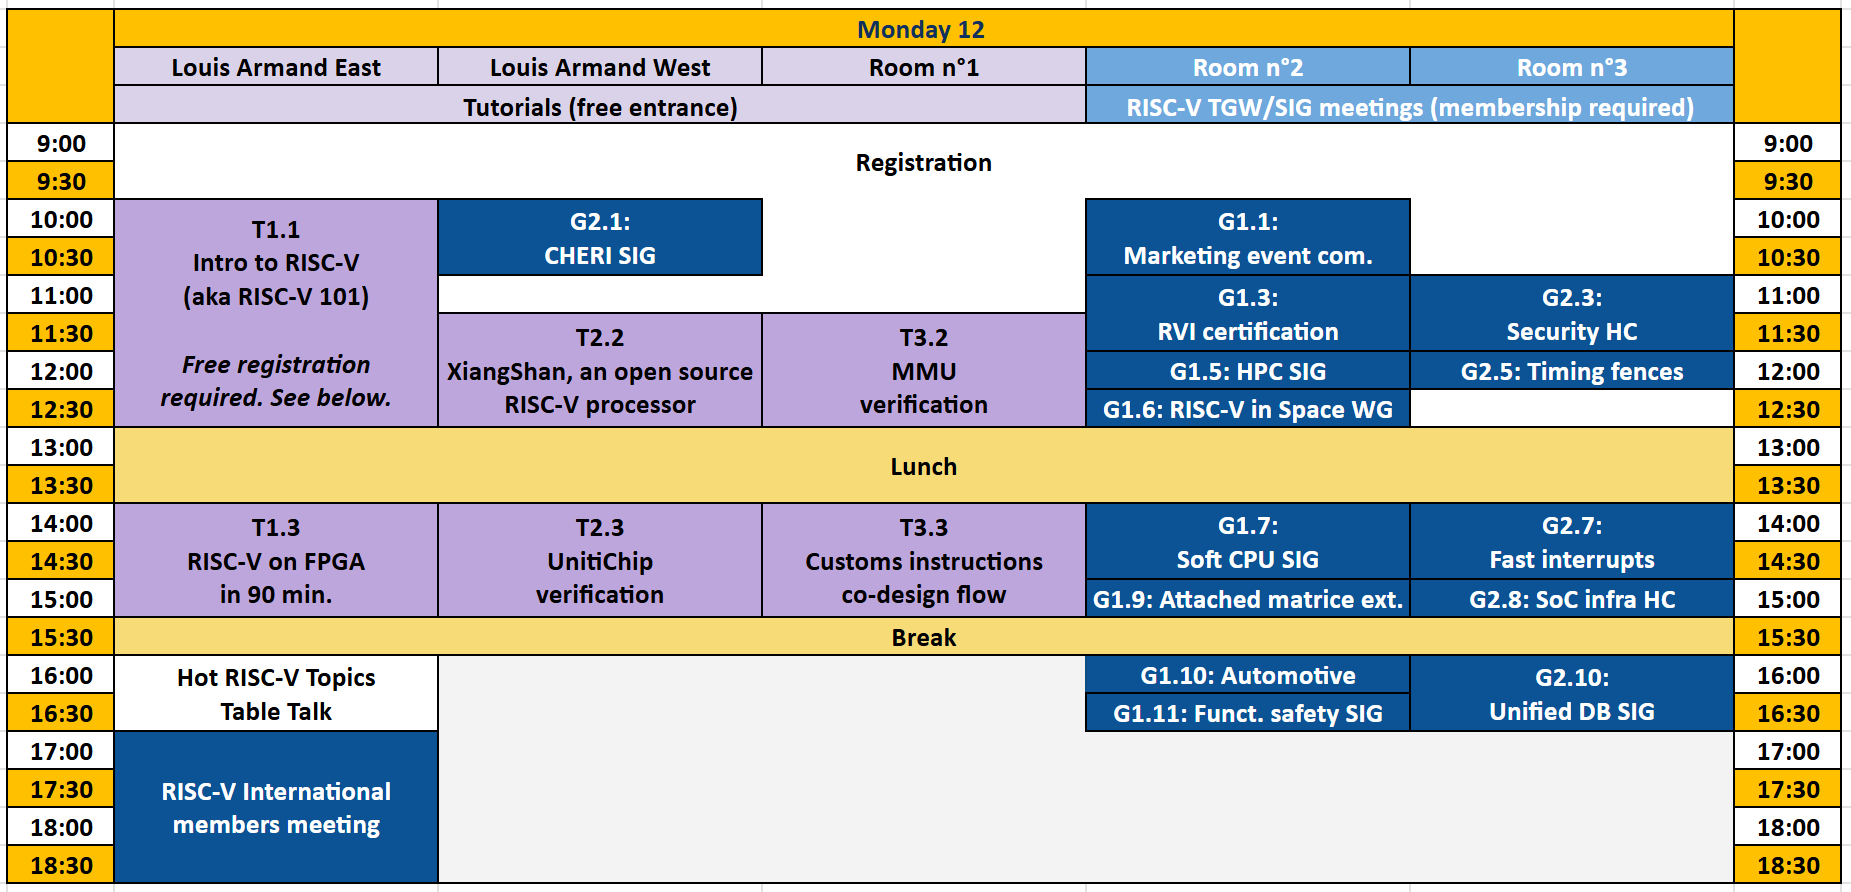 Monday 12
Louis Armand East
Louis Armand West
Room n°1
Room n°2
Room n°3
Tutorials (free entrance)
RISC-V TGW/SIG meetings (membership required)
9:00
Registration
9:00
9:30
9:30
10:00
T1.1
Intro to RISC-V
(aka RISC-V 101)
Free registration
required. See below.
G2.1:
CHERI SIG
G1.1:
Marketing event com.
10:00
10:30
10:30
11:00
G1.3:
RVI certification
G2.3:
Security HC
11:00
11:30
T2.2
XiangShan, an open source
RISC-V processor
T3.2
MMU
verification
11:30
12:00
G1.5: HPC SIG
G2.5: Timing fences
12:00
12:30
G1.6: RISC-V in Space WG
12:30
13:00
Lunch
13:00
13:30
13:30
14:00
T1.3
RISC-V on FPGA
in 90 min.
T2.3
UnitiChip
verification
T3.3
Customs instructions
co-design flow
G1.7:
Soft CPU SIG
G2.7:
Fast interrupts
14:00
14:30
14:30
15:00
G1.9: Attached matrice ext.
G2.8: SoC infra HC
15:00
15:30
Break
15:30
16:00
Hot RISC-V Topics
Table Talk
G1.10: Automotive
G2.10:
Unified DB SIG
16:00
16:30
G1.11: Funct. safety SIG
16:30
17:00
RISC-V International
members meeting
17:00
17:30
17:30
18:00
18:00
18:30
18:30